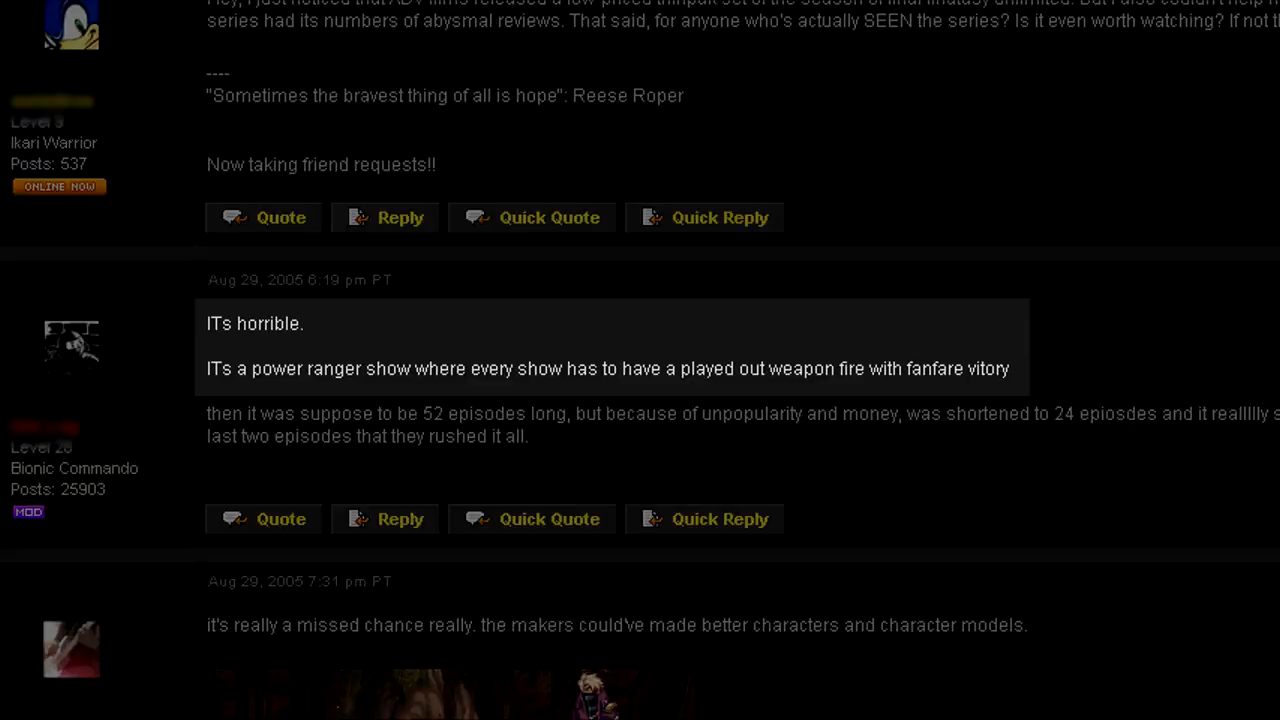 series had its numbers of abysmal reviews. That said, for anyone who's actually SEEN the series? Is it even worth watching? If not
----
"Sometimes the bravest thing of all is hope": Reese Roper
Level 9
Ikari Warrior
Posts: 537
Now taking friend requests!!
ONLINE NOW
Quote Reply Quick Quote Quick Reply
Aug 29, 2005 6:19 pm PT
ITs horrible.
ITs a power ranger show where every show has to have a played out weapon fire with fanfare vitory
then it was suppose to be 52 episodes long, but because of unpopularity and money, was shortened to 24 epiosdes and it reallllly
last two episodes that they rushed it all.
Level 28
Bionic Commando
Posts: 25903
MOD
Quote Reply Quick Quote Quick Reply
Aug 29, 2005 7:31 pm PT
it's really a missed chance really. the makers could've made better characters and character models.